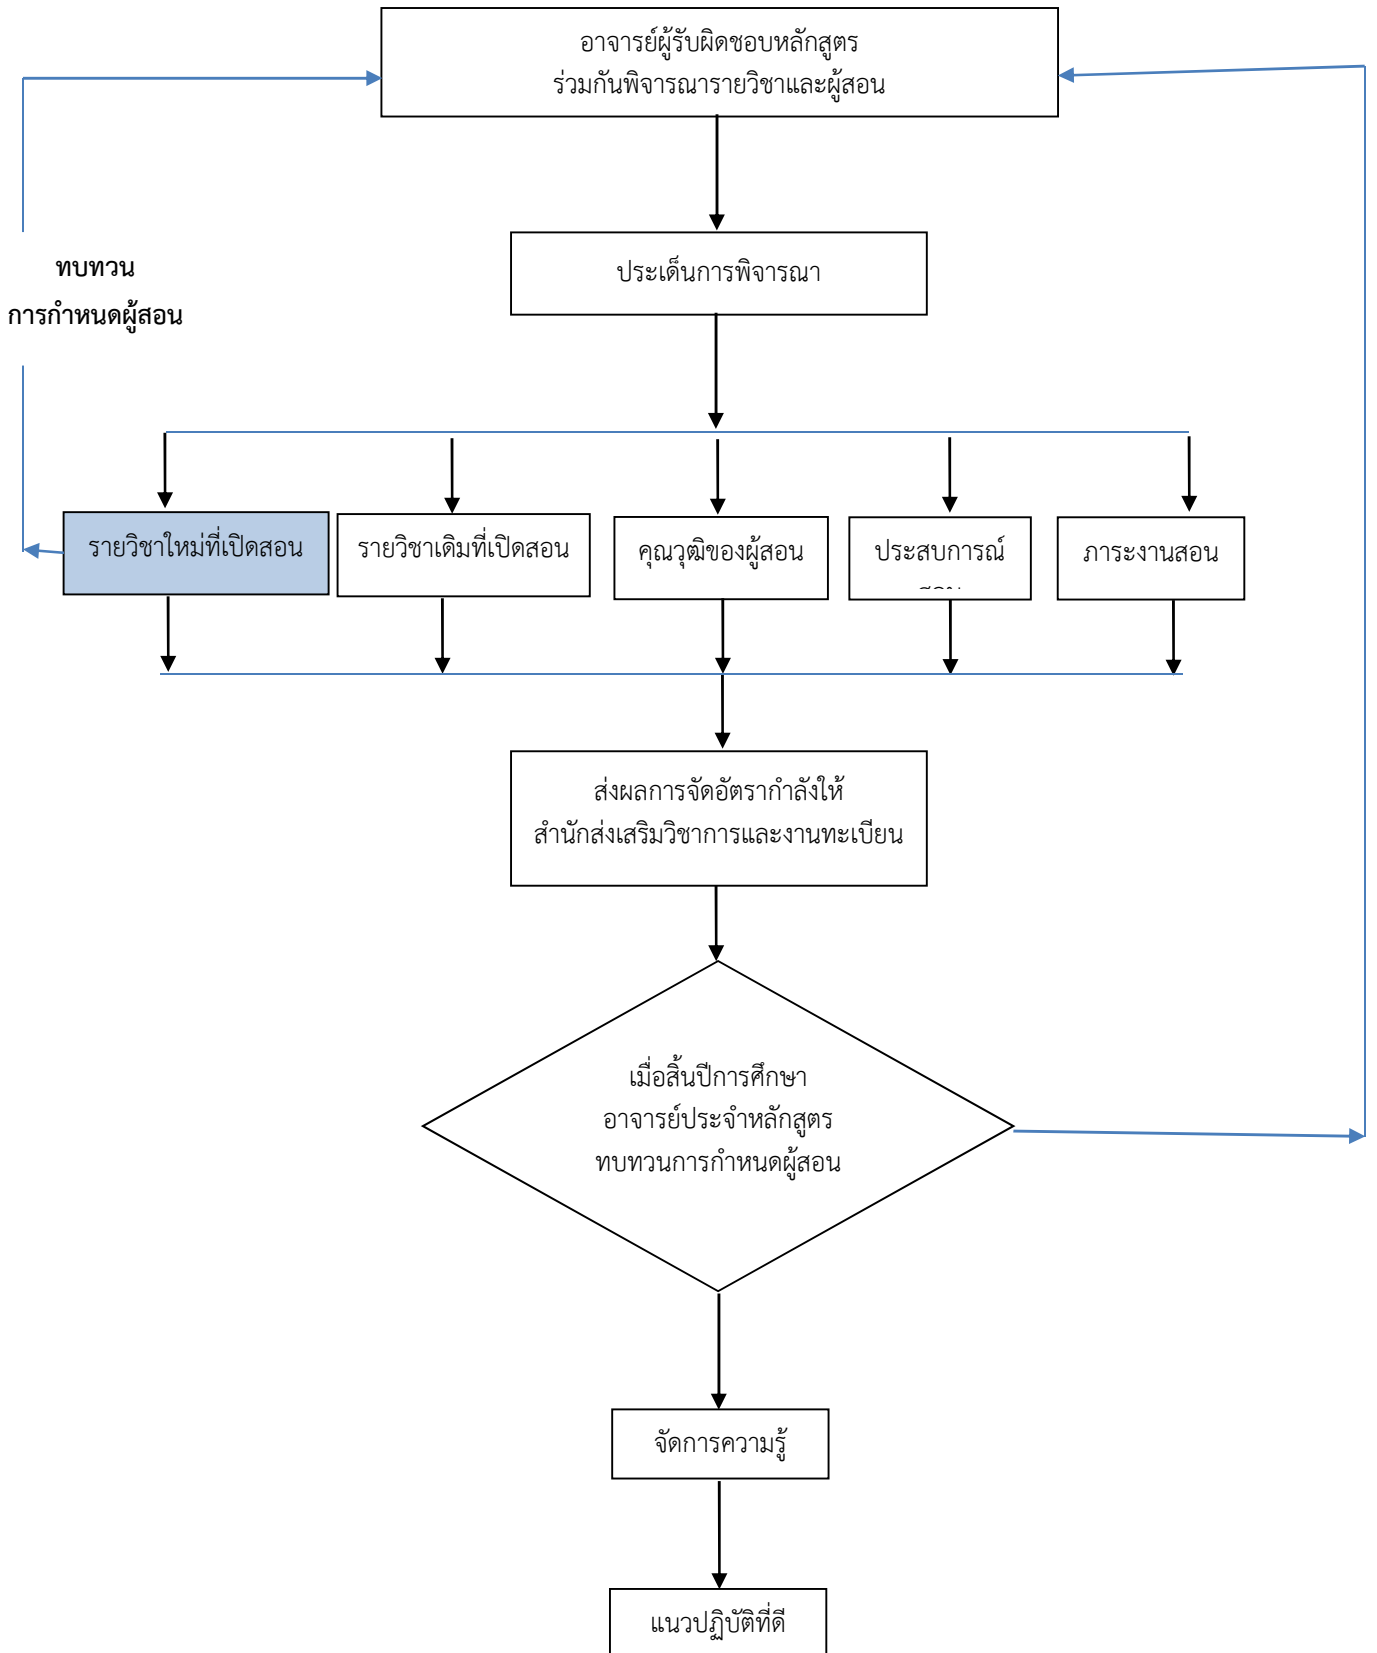 อาจารย์ผู้รับผิดชอบหลักสูตร
ร่วมกันพิจารณารายวิชาและผู้สอน
ทบทวน
การกำหนดผู้สอน
ประเด็นการพิจารณา
รายวิชาใหม่ที่เปิดสอน
รายวิชาเดิมที่เปิดสอน
คุณวุฒิของผู้สอน
ประสบการณ์
ภาระงานสอน
ส่งผลการจัดอัตรากำลังให้
สำนักส่งเสริมวิชาการและงานทะเบียน
เมื่อสิ้นปีการศึกษา
อาจารย์ประจำหลักสูตร
ทบทวนการกำหนดผู้สอน
จัดการความรู้
แนวปฏิบัติที่ดี